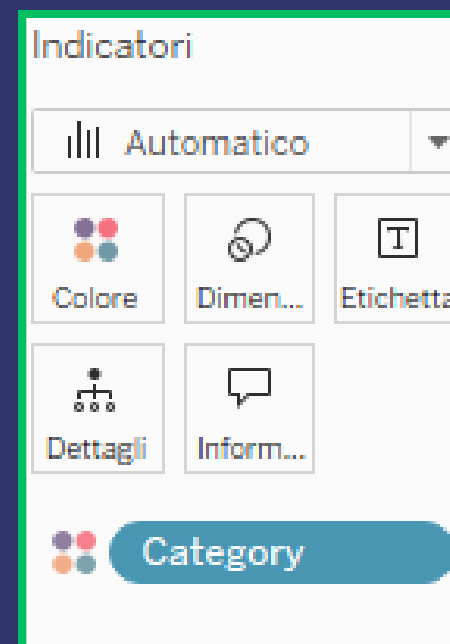 Indicatori
Automatico
Colore Dimen... Etichetta
Dettagli Inform...
Category